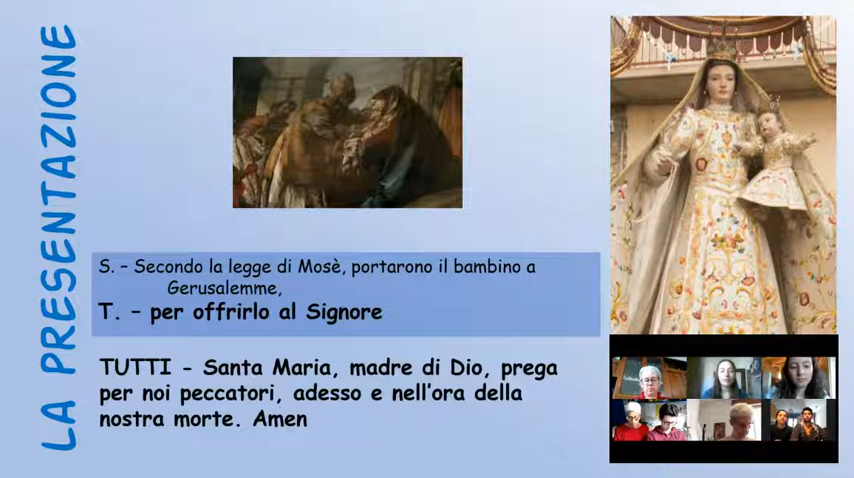 LA PRESENTAZIONE
S. – Secondo la legge di Mosè, portarono il bambino a
Gerusalemme,
T. – per offrirlo al Signore
TUTTI - Santa Maria, madre di Dio, prega
per noi peccatori, adesso e nell’ora della
nostra morte. Amen